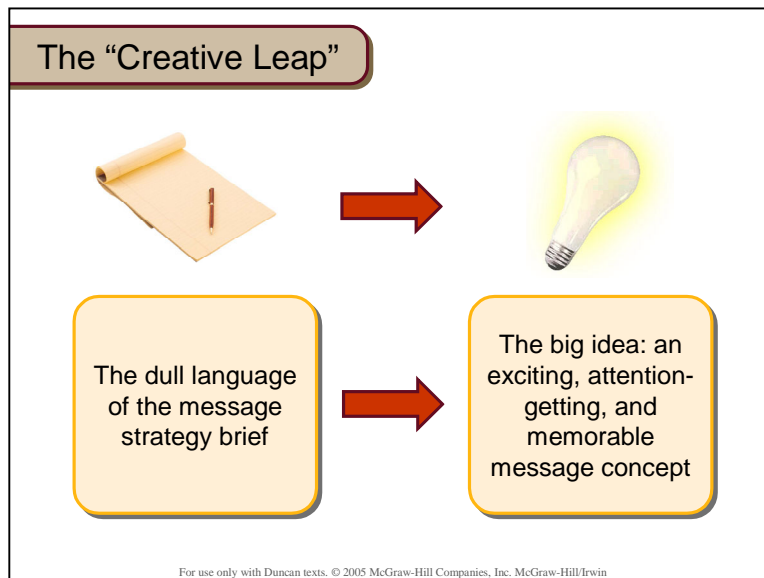 The “Creative Leap”
The dull language
of the message
strategy brief
The big idea: an
exciting, attention-
getting, and
memorable
message concept
For use only with Duncan texts. © 2005 McGraw-Hill Companies, Inc. McGraw-Hill/Irwin